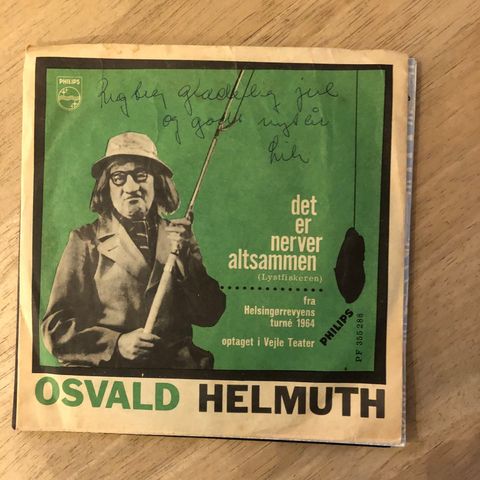 PHILIPS
glædelig jul
og godt nytår
det
er
nerver
altsammen
(Lystfiskeren)
fra
Helsingørrevyens
turné 1964
optaget i Vejle Teater
PHILIPS
PF 355 288
OSVALD HELMUTH